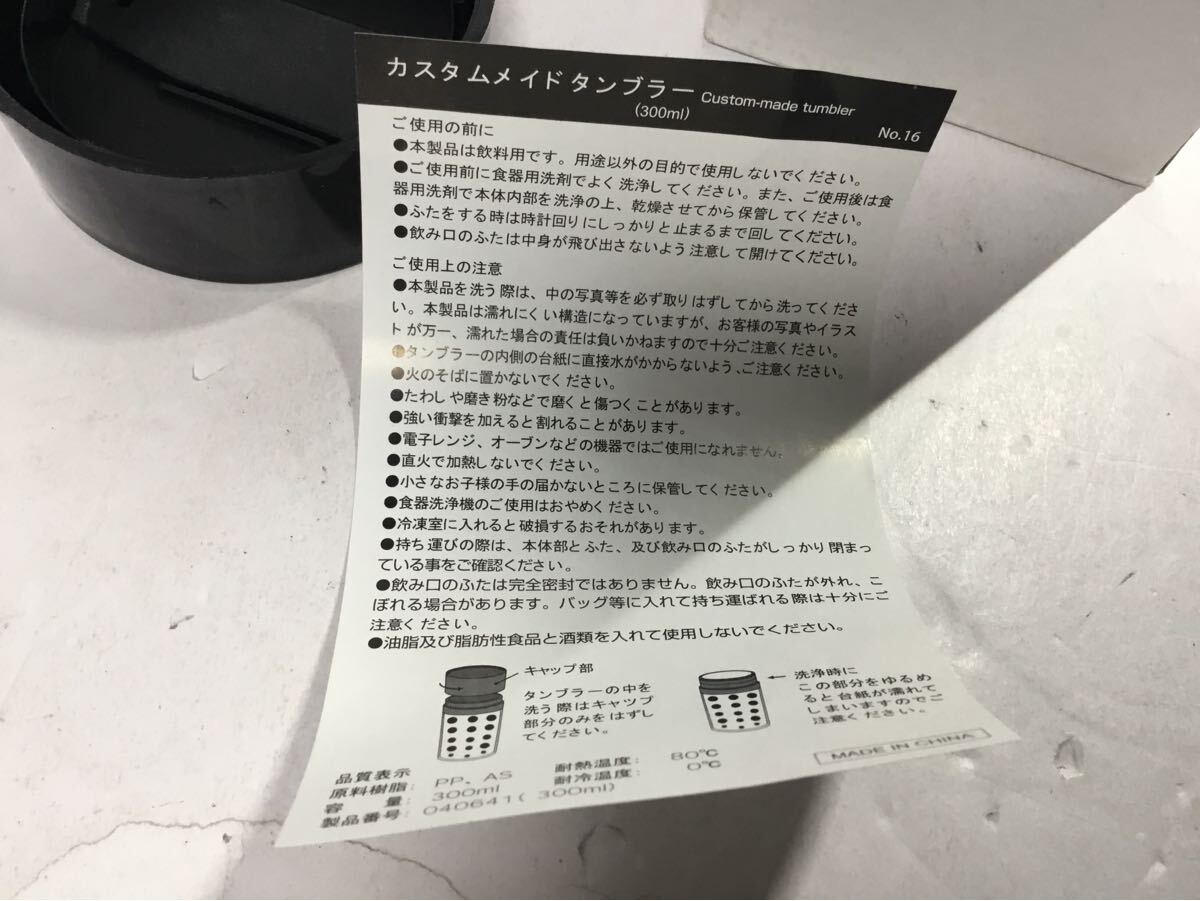 カスタムメイドタンブラー Custom-made tumbler
(300ml)
No.16
ご使用の前に
●本製品は飲料用です。用途以外の目的で使用しないでください。
●ご使用前に食器用洗剤でよく洗浄してください。また、ご使用後は食
器用洗剤で本体内部を洗浄の上、乾燥させてから保管してください。
●ふたをする時は時計回りにしっかりと止まるまで回してください。
●飲み口のふたは中身が飛び出さないよう注意して開けてください。
ご使用上の注意
●本製品を洗う際は、中の写真等を必ず取りはずしてから洗ってくださ
い。本製品は濡れにくい構造になっていますが、お客様の写真やイラス
トが万一、濡れた場合の責任は負いかねますので十分ご注意ください。
●タンブラーの内側の台紙に直接水がかからないよう、ご注意ください。
●火のそばに置かないでください。
●たわしや磨き粉などで磨くと傷つくことがあります。
●強い衝撃を加えると割れることがあります。
●電子レンジ、オーブンなどの機器ではご使用になれません。
●直火で加熱しないでください。
●小さなお子様の手の届かないところに保管してください。
●食器洗浄機のご使用はおやめください。
●冷凍室に入れると破損するおそれがあります。
●持ち運びの際は、本体部とふた、及び飲み口のふたがしっかり閉まっ
ている事をご確認ください。
●飲み口のふたは完全密封ではありません。飲み口のふたが外れ、こ
ぼれる場合があります。バッグ等に入れて持ち運ばれる際は十分にご
注意ください。
●油脂及び脂肪性食品と酒類を入れて使用しないでください。
キャップ部
タンブラーの中を
洗う際はキャップ
部分のみをはずし
てください。
洗浄時に
この部分をゆるめ
ると台紙が濡れて
しまいますのでご
注意ください。
品質表示
原料樹脂: PP、AS 耐熱温度: 80℃
容 量: 300ml 耐冷温度: 0℃
製品番号: 040641( 300ml)
MADE IN CHINA